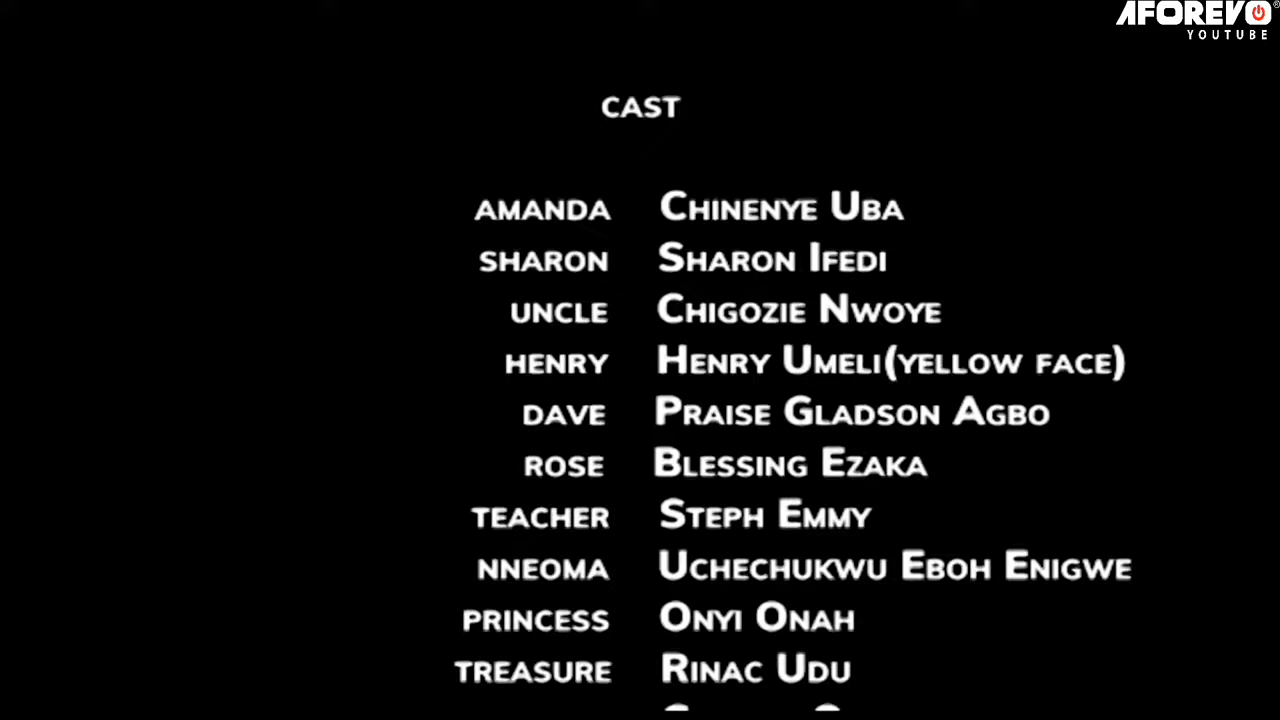 AFOREVO®
YOUTUBE
CAST
AMANDA CHINENYE UBA
SHARON SHARON IFEDI
UNCLE CHIGOZIE NWOYE
HENRY HENRY UMELI(YELLOW FACE)
DAVE PRAISE GLADSON AGBO
ROSE BLESSING EZAKA
TEACHER STEPH EMMY
NNEOMA UCHECHUKWU EBOH ENIGWE
PRINCESS ONYI ONAH
TREASURE RINAC UDU